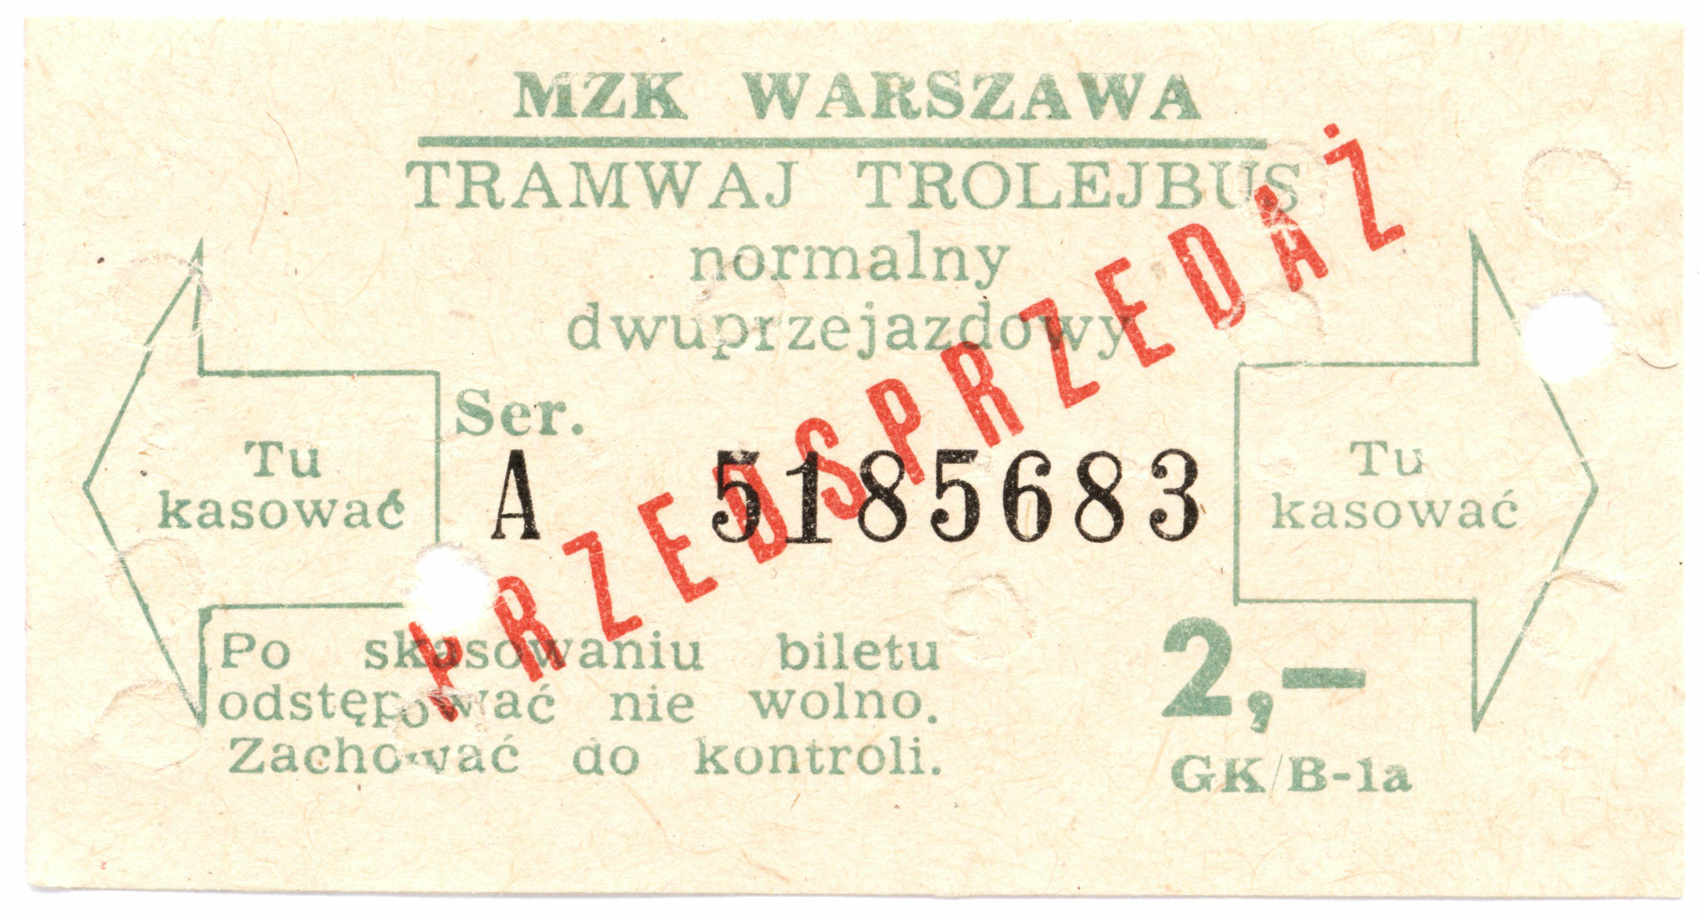 MZK WARSZAWA
TRAMWAJ TROLEJBUS
normalny
dwuprzejazdowy
PRZEDSPRZEDAŻ
Tu
kasować
Ser.
A 5185683
Tu
kasować
Po skasowaniu biletu
odstępować nie wolno.
Zachować do kontroli.
2,—
GK/B-1a